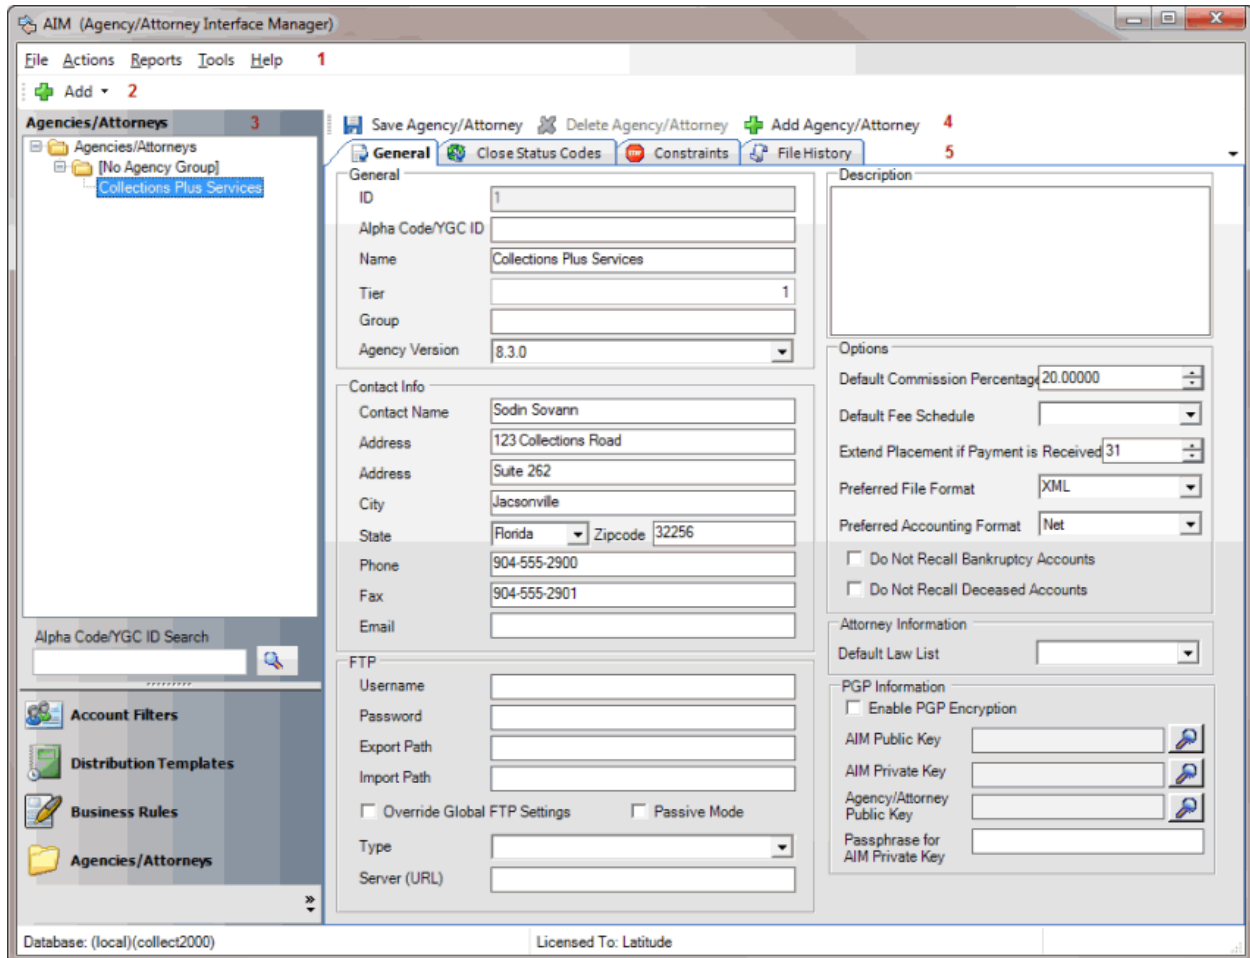 AIM (Agency/Attorney Interface Manager)
File Actions Reports Tools Help 1
Add 2
Agencies/Attorneys 3
Agencies/Attorneys
[No Agency Group]
Collections Plus Services
Alpha Code/YGC ID Search
Account Filters
Distribution Templates
Business Rules
Agencies/Attorneys
Save Agency/Attorney Delete Agency/Attorney Add Agency/Attorney 4
General Close Status Codes Constraints File History 5
General
ID 1
Alpha Code/YGC ID
Name Collections Plus Services
Tier 1
Group
Agency Version 8.3.0
Contact Info
Contact Name Sodin Sovann
Address 123 Collections Road
Address Suite 262
City Jacsonville
State Florida Zipcode 32256
Phone 904-555-2900
Fax 904-555-2901
Email
FTP
Username
Password
Export Path
Import Path
Override Global FTP Settings Passive Mode
Type
Server (URL)
Description
Options
Default Commission Percentage 20.00000
Default Fee Schedule
Extend Placement if Payment is Received 31
Preferred File Format XML
Preferred Accounting Format Net
Do Not Recall Bankruptcy Accounts
Do Not Recall Deceased Accounts
Attorney Information
Default Law List
PGP Information
Enable PGP Encryption
AIM Public Key
AIM Private Key
Agency/Attorney
Public Key
Passphrase for
AIM Private Key
Database: (local)(collect2000) Licensed To: Latitude